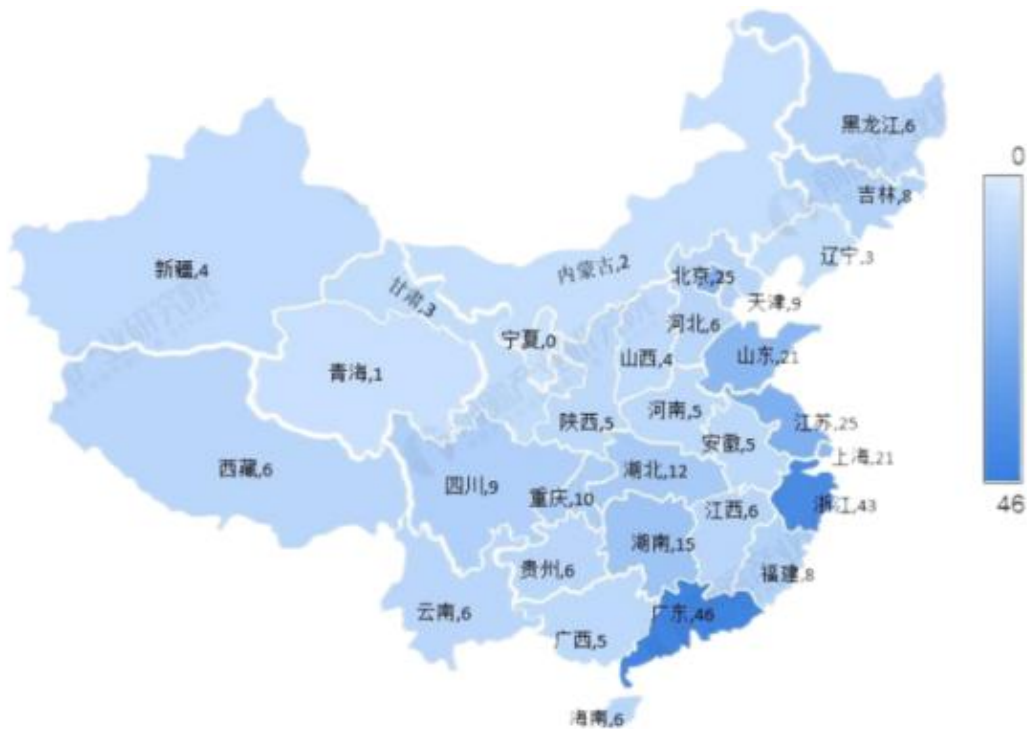 黑龙江,6
0
吉林,8
辽宁,3
内蒙古,2
新疆,4
北京,25
甘肃,3
天津,9
河北,6
宁夏,0
山西,4
山东,21
青海,1
河南,5
陕西,5
江苏,25
安徽,5
上海,21
西藏,6
湖北,12
四川,9
重庆,10
浙江,43
46
江西,6
湖南,15
贵州,6
福建,8
云南,6
广东,46
广西,5
海南,6